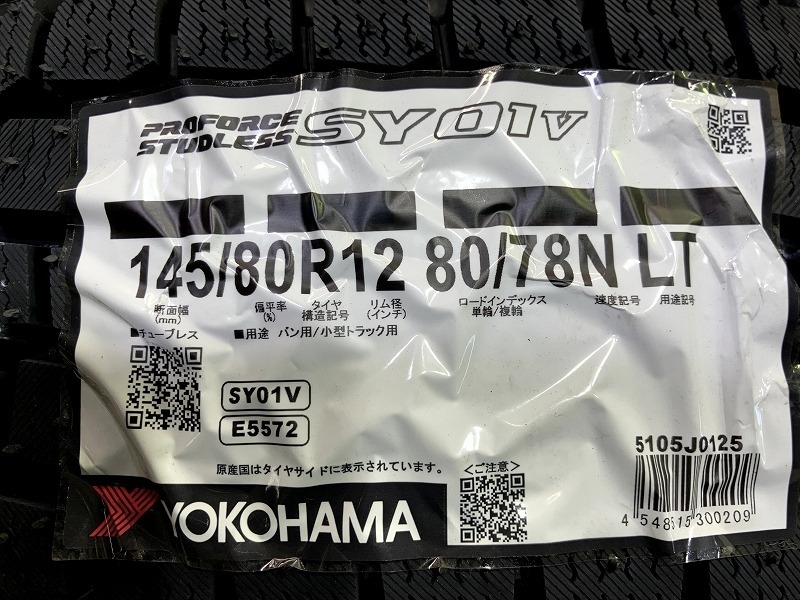 PROFORCE
STUDLESS SY01V
145/80R12 80/78N LT
断面幅
(mm)
偏平率
(%)
タイヤ
構造記号
リム径
(インチ)
ロードインデックス
単輪/複輪
速度記号
用途記号
■チューブレス ■用途 バン用/小型トラック用
SY01V
E5572
原産国はタイヤサイドに表示されています。
<ご注意>
5105J0125
4 548515 300209
YOKOHAMA